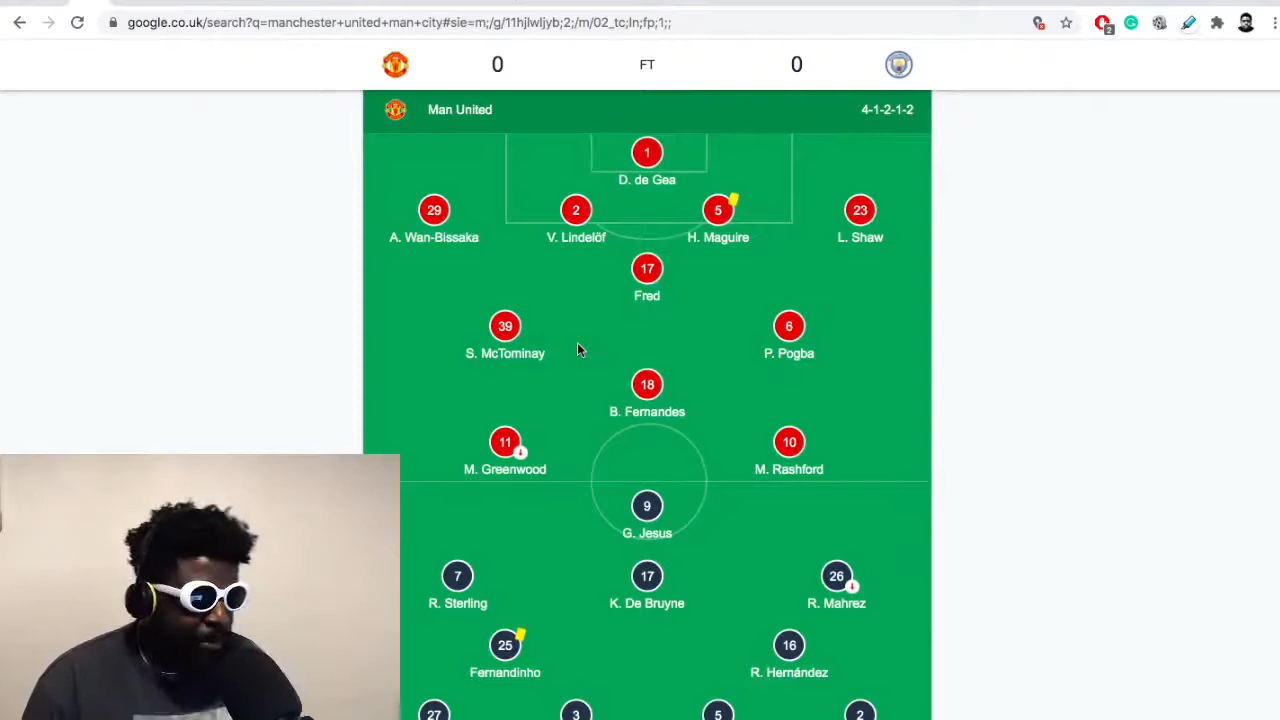 google.co.uk/search?q=manchester+united+man+city#sie=m;/g/11hjlwljyb;2;/m/02_tc;ln;fp;1;;
2
0 FT 0
Man United 4-1-2-1-2
1
D. de Gea
29 2 5 23
A. Wan-Bissaka V. Lindelöf H. Maguire L. Shaw
17
Fred
39 6
S. McTominay P. Pogba
18
B. Fernandes
11 10
M. Greenwood M. Rashford
9
G. Jesus
7 17 26
R. Sterling K. De Bruyne R. Mahrez
25 16
Fernandinho R. Hernández
27 3 5 2